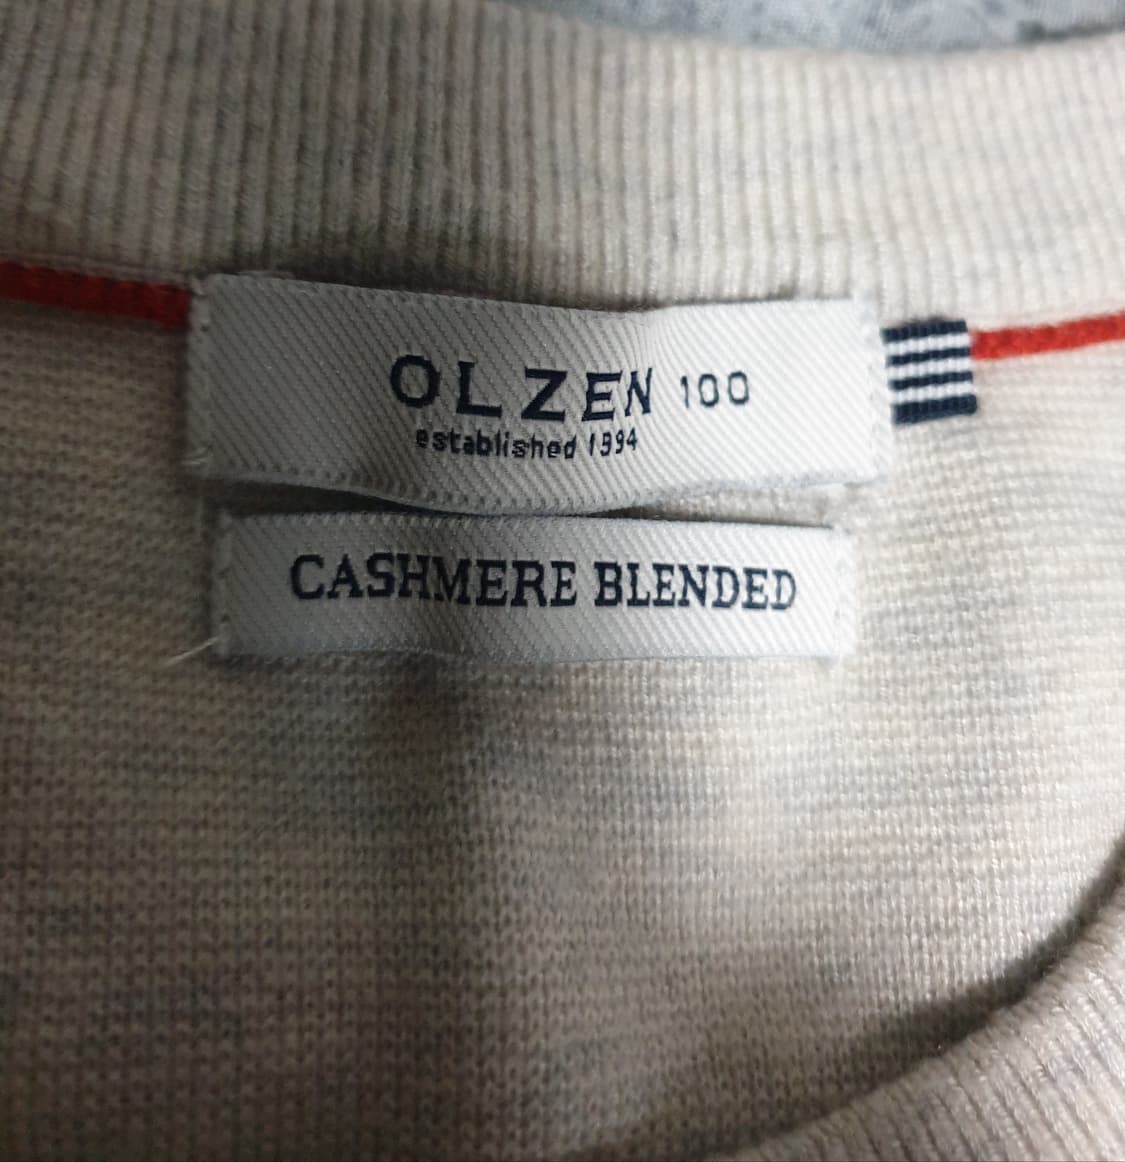 OLZEN 100
established 1994
CASHMERE BLENDED